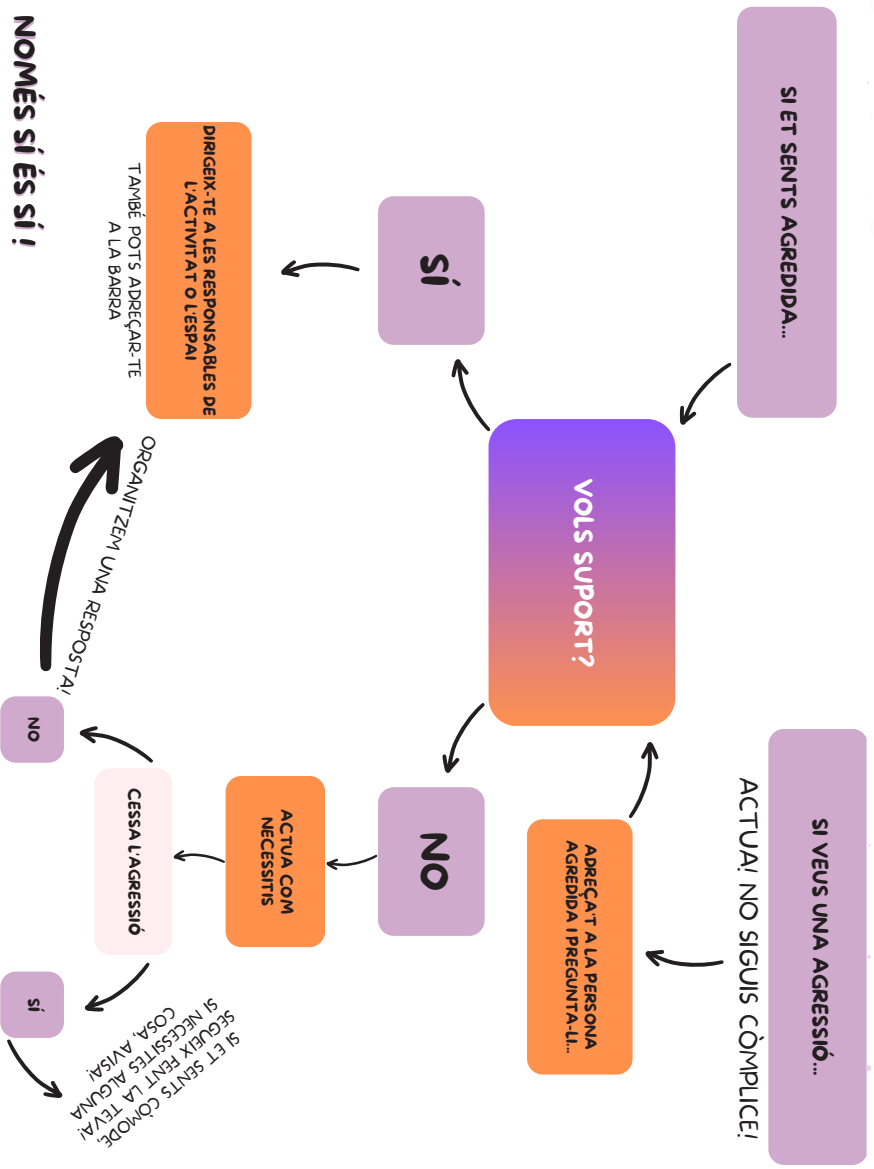 SI ET SENTS AGREDIDA...
SI VEUS UNA AGRESSIÓ...
ACTUA! NO SIGUIS CÒMPLICE!
ADREÇA'T A LA PERSONA
AGREDIDA I PREGUNTA-LI...
VOLS SUPORT?
SÍ
NO
DIRIGEIX-TE A LES RESPONSABLES DE
L'ACTIVITAT O L'ESPAI
TAMBÉ POTS ADREÇAR-TE
A LA BARRA
ACTUA COM
NECESSITIS
CESSA L'AGRESSIÓ
NO
SÍ
ORGANITZEM UNA RESPOSTA!
SI ET SENTS CÒMODE,
SEGUEIX FENT LA TEVA!
SI NECESSITES ALGUNA
COSA, AVISA!
NOMÉS SÍ ÉS SÍ !